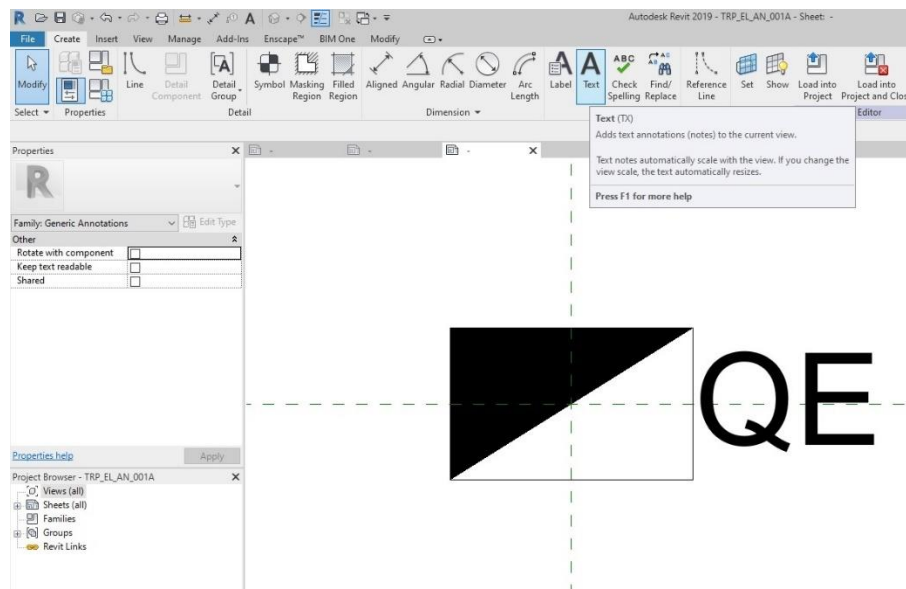 Autodesk Revit 2019 - TRP_EL_AN_001A - Sheet: -
File Create Insert View Manage Add-Ins Enscape™ BIM One Modify
Modify Line Detail Component Detail Group Symbol Masking Region Filled Region Aligned Angular Radial Diameter Arc Length Label Text Check Spelling Find/ Replace Reference Line Set Show Load into Project Load into Project and Clos
Select Properties Detail Dimension Editor
Text (TX)
Adds text annotations (notes) to the current view.
Text notes automatically scale with the view. If you change the
view scale, the text automatically resizes.
Press F1 for more help
Properties
Family: Generic Annotations Edit Type
Other
Rotate with component
Keep text readable
Shared
QE
Properties help Apply
Project Browser - TRP_EL_AN_001A
Views (all)
Sheets (all)
Families
Groups
Revit Links